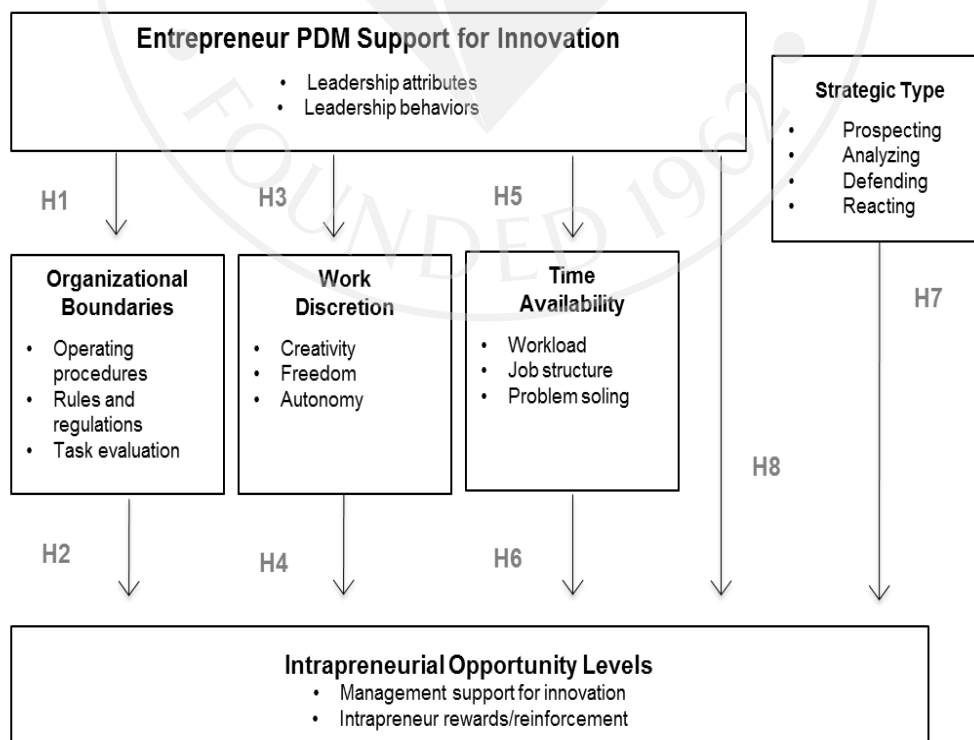 Entrepreneur PDM Support for Innovation
• Leadership attributes
• Leadership behaviors
Strategic Type
• Prospecting
• Analyzing
• Defending
• Reacting
FOUNDED 1962
H1
H3
H5
Organizational
Boundaries
• Operating
procedures
• Rules and
regulations
• Task evaluation
Work
Discretion
• Creativity
• Freedom
• Autonomy
Time
Availability
• Workload
• Job structure
• Problem soling
H7
H8
H2
H4
H6
Intrapreneurial Opportunity Levels
• Management support for innovation
• Intrapreneur rewards/reinforcement